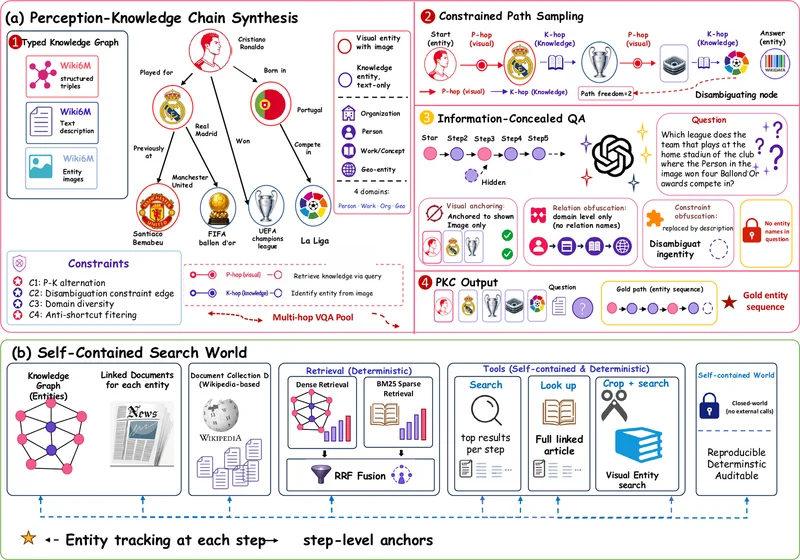 (a) Perception-Knowledge Chain Synthesis
1 Typed Knowledge Graph
Wiki6M
structured
triples
Wiki6M
Text
description
Wiki6M
Entity
images
Cristiano
Ronaldo
Played for
Born in
Real
Madrid
Portugal
Previously
at
Won
Compete
in
Manchester
United
Santiaco
Bemabeu
FIFA
ballon d'or
UEFA
champions
league
La Liga
Visual entity
with image
Knowledge
entity,
text-only
Organization
Person
Work/Concept
Geo-entity
4 domains:
Person · Work · Org · Geo
Constraints
C1: P-K alternation
C2: Disambiguation constraint edge
C3: Domain diversity
C4: Anti-shortcut fitering
P-hop (visual)
Retrieve knowledge via query
K-hop (knowledge)
Identify entity from image
Multi-hop VQA Pool
2 Constrained Path Sampling
Start
(entity)
P-hop
(visual)
K-hop
(Knowledge)
P-hop
(visual)
K-hop
(Knowledge)
Answer
(entity)
WIKIDATA
P-hop (visual)
K-hop (Knowledge)
Path freedom=2
Disambiguating node
3 Information-Concealed QA
Star
Step2
Step3
Step4
Step5
Hidden
Question
Which league does the
team that plays at the
home stadiun of the club
where the Person in the
image won four Ballond Or
awards compete in?
? ? ?
Visual anchoring:
Anchored to shown
Image only
Relation obfuscation:
domain level only
(no relation names)
Constraint
obfuscation:
replaced by description
Disambiguat
ingentity
No entity
names in
question
4 PKC Output
Question
?
Gold path (entity sequence)
Gold entity
sequence
(b) Self-Contained Search World
Knowledge
Graph
(Entities)
Linked Documents
for each entity
News
Document Collection D
(Wikipedia-based
WIKIPEDIA
Retrieval (Deterministic)
Dense Retrieval
BM25 Sparse
Retrieval
RRF Fusion
Tools (Self-contained & Deterministic)
Search
top results
per step
Look up
Full linked
article
Crop + search
Visual Entity
search
Self-contained World
Closed-world
(no external calls)
Reproducible
Determinstic
Auditable
Entity tracking at each step
step-level anchors